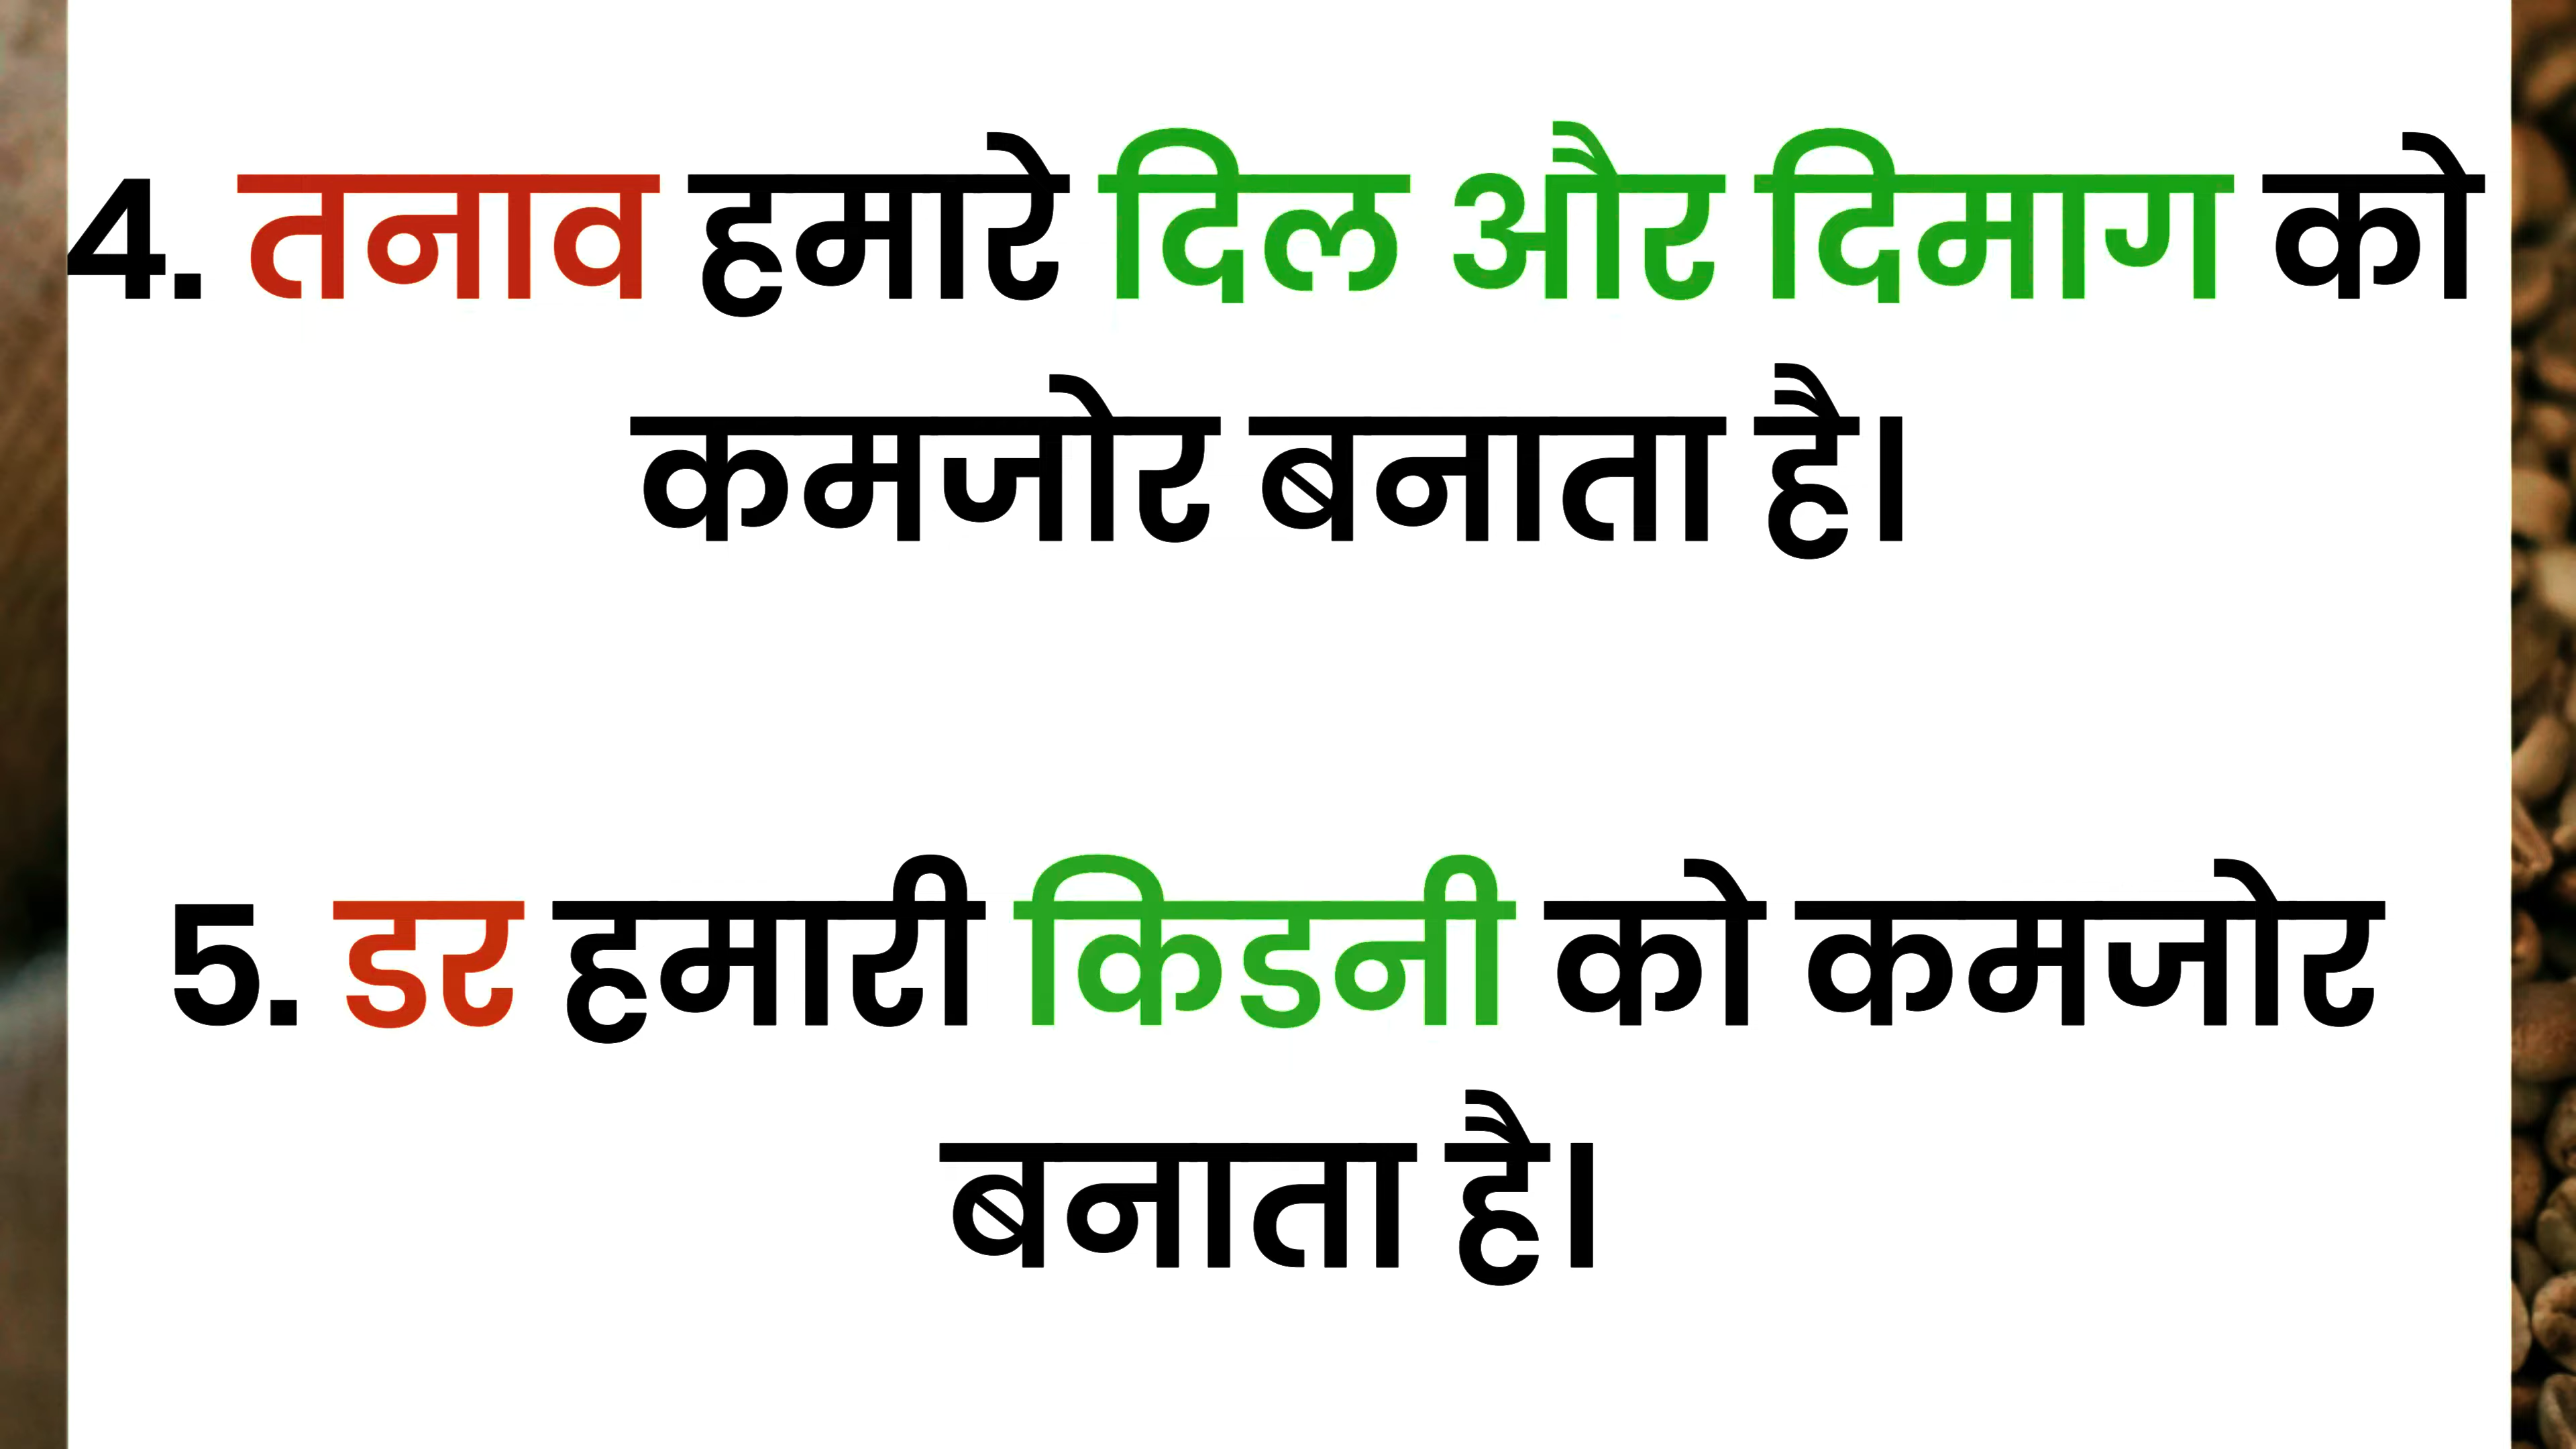 4. तनाव हमारे दिल और दिमाग को
कमजोर बनाता है।
5. डर हमारी किडनी को कमजोर
बनाता है।